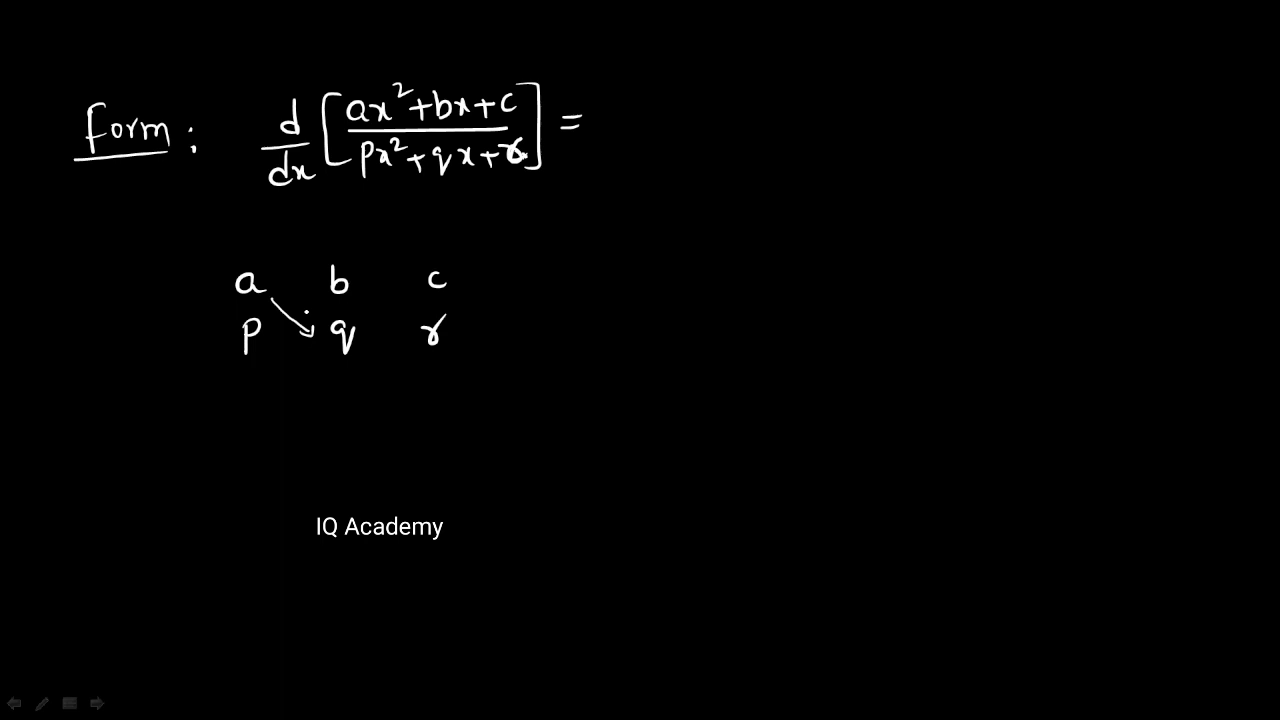 Form : d/dx [ax²+bx+c / px²+qx+r] =
a b c
p q r
IQ Academy